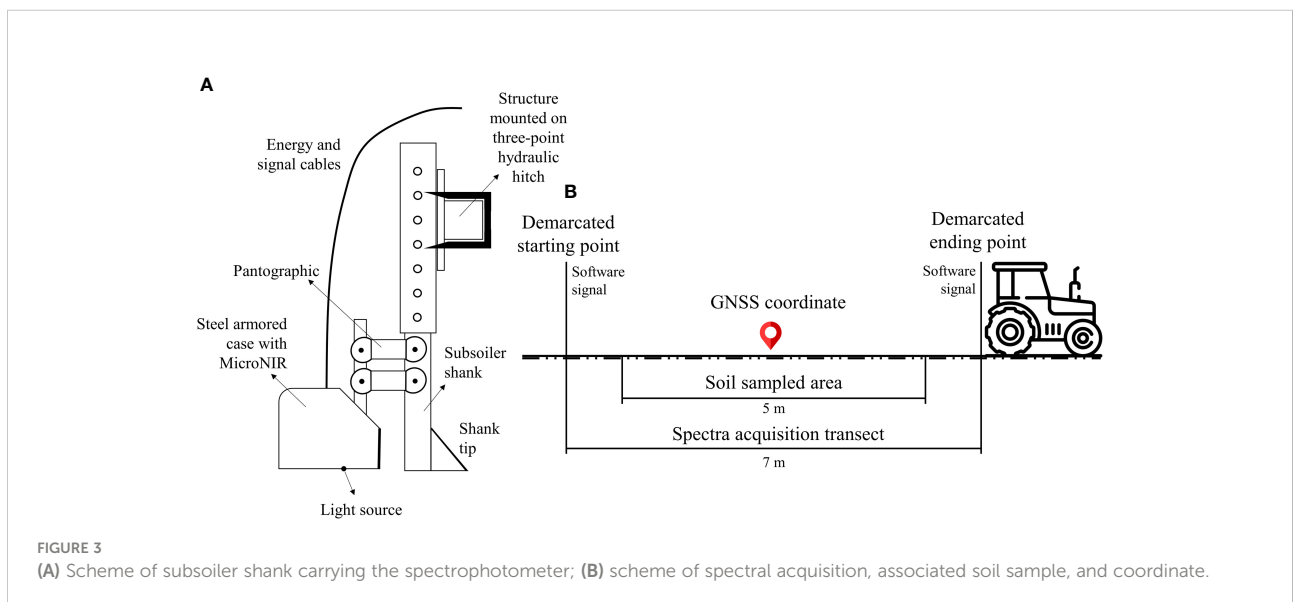 A
Structure
mounted on
three-point
hydraulic
hitch
Energy and
signal cables
Pantographic
Steel armored
case with
MicroNIR
Subsoiler
shank
Shank
tip
Light source
B
Demarcated
starting point
Software
signal
GNSS coordinate
Demarcated
ending point
Software
signal
Soil sampled area
5 m
Spectra acquisition transect
7 m
FIGURE 3
(A) Scheme of subsoiler shank carrying the spectrophotometer; (B) scheme of spectral acquisition, associated soil sample, and coordinate.